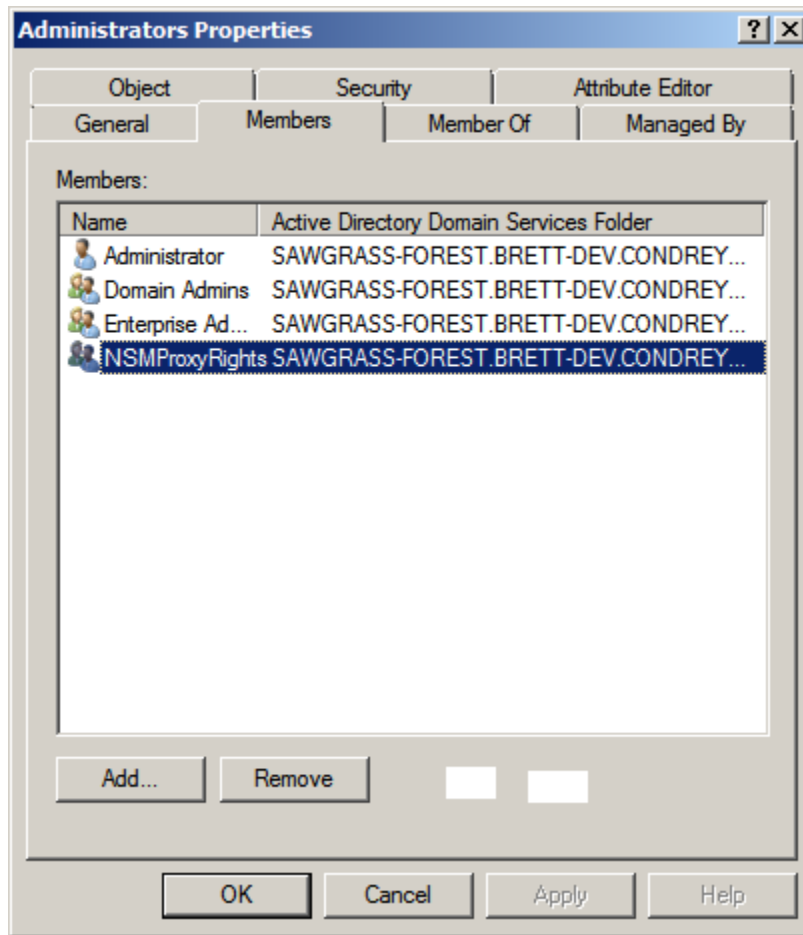 Administrators Properties
Object Security Attribute Editor
General Members Member Of Managed By
Members:
Name Active Directory Domain Services Folder
Administrator SAWGRASS-FOREST.BRETT-DEV.CONDREY...
Domain Admins SAWGRASS-FOREST.BRETT-DEV.CONDREY...
Enterprise Ad... SAWGRASS-FOREST.BRETT-DEV.CONDREY...
NSMProxyRights SAWGRASS-FOREST.BRETT-DEV.CONDREY...
Add... Remove
OK Cancel Apply Help